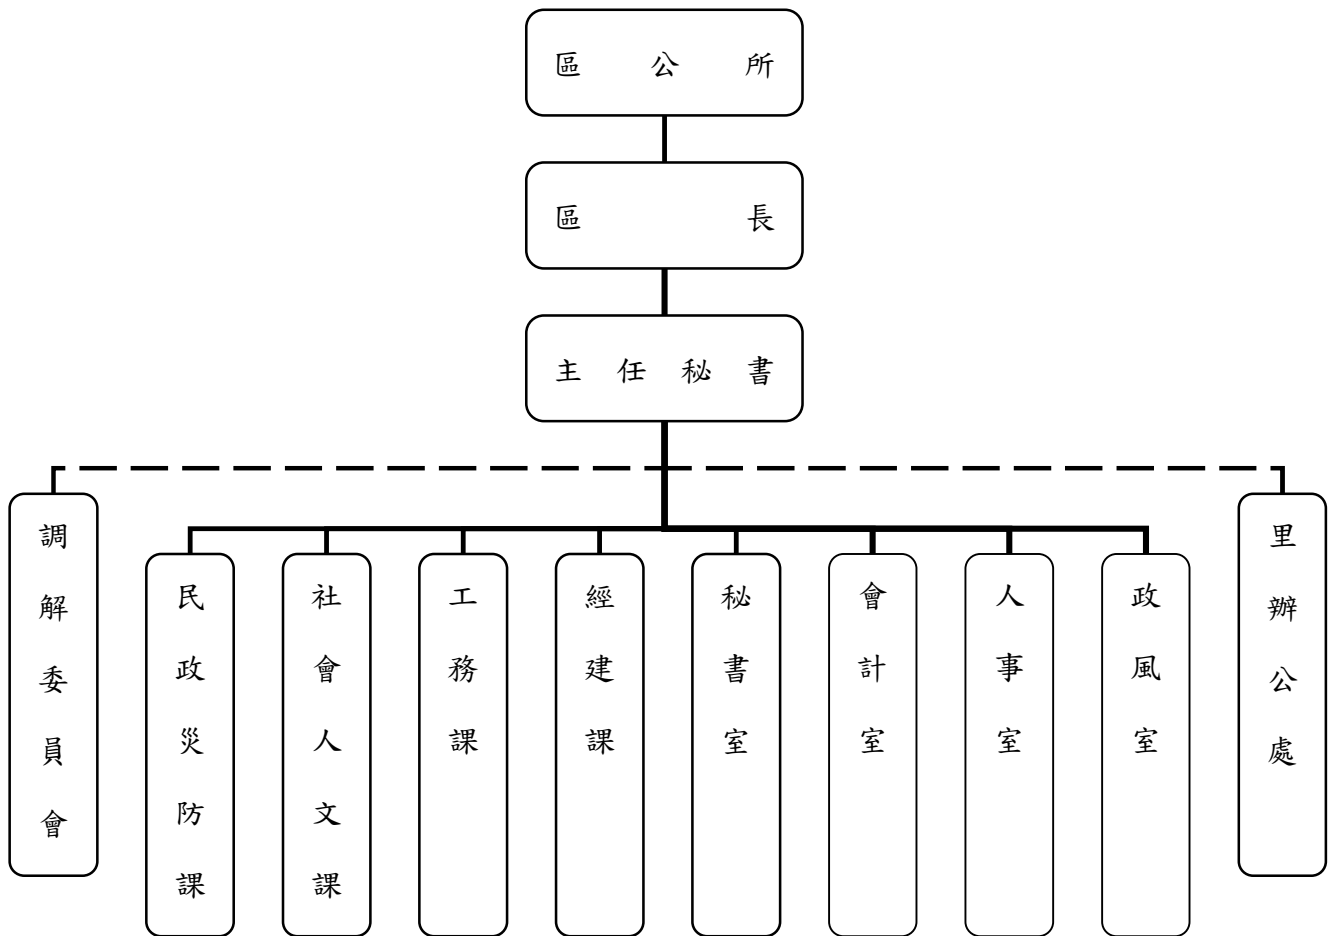 區公所
區長
主任秘書
調解委員會
民政災防課
社會人文課
工務課
經建課
秘書室
會計室
人事室
政風室
里辦公處